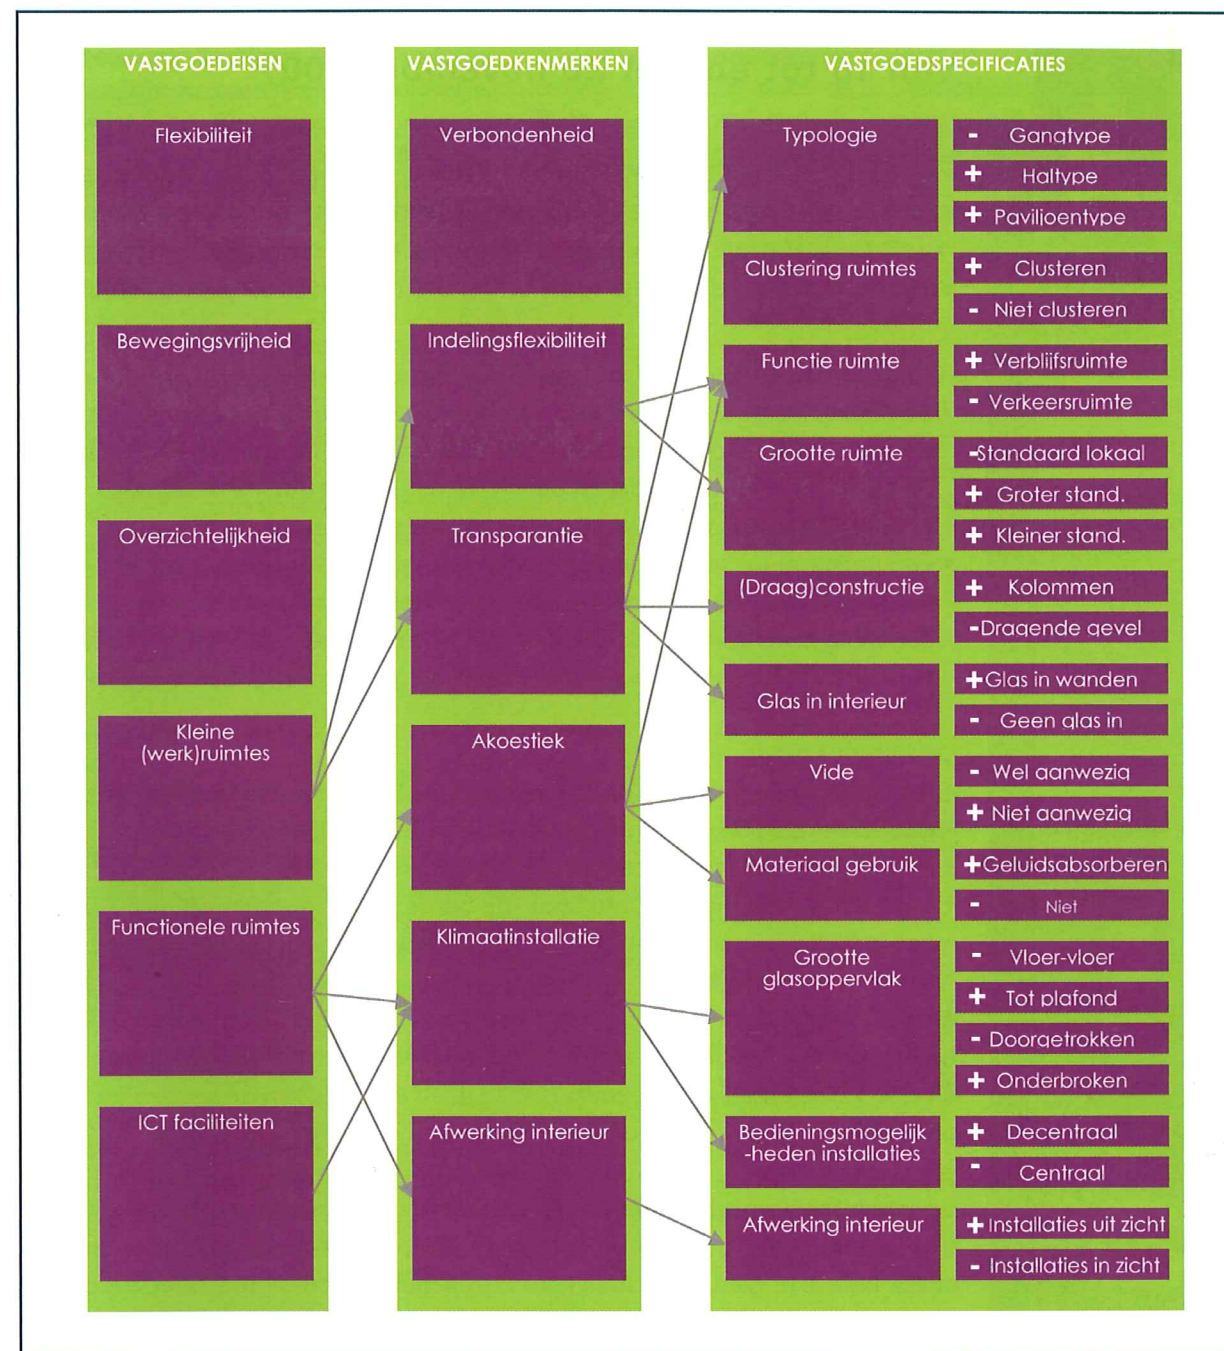 VASTGOEDEISEN
Flexibiliteit
Bewegingsvrijheid
Overzichtelijkheid
Kleine
(werk)ruimtes
Functionele ruimtes
ICT faciliteiten
VASTGOEDKENMERKEN
Verbondenheid
Indelingsflexibiliteit
Transparantie
Akoestiek
Klimaatinstallatie
Afwerking interieur
VASTGOEDSPECIFICATIES
Typologie
- Gangtype
+ Haltype
+ Paviljoentype
Clustering ruimtes
+ Clusteren
- Niet clusteren
Functie ruimte
+ Verblijfsruimte
- Verkeersruimte
Grootte ruimte
-Standaard lokaal
+ Groter stand.
+ Kleiner stand.
(Draag)constructie
+ Kolommen
-Dragende gevel
Glas in interieur
+Glas in wanden
- Geen glas in
Vide
- Wel aanwezig
+ Niet aanwezig
Materiaal gebruik
+Geluidsabsorberen
- Niet
Grootte
glasoppervlak
- Vloer-vloer
+ Tot plafond
- Doorgetrokken
+ Onderbroken
Bedieningsmogelijk
-heden installaties
+ Decentraal
- Centraal
Afwerking interieur
+ Installaties uit zicht
- Installaties in zicht